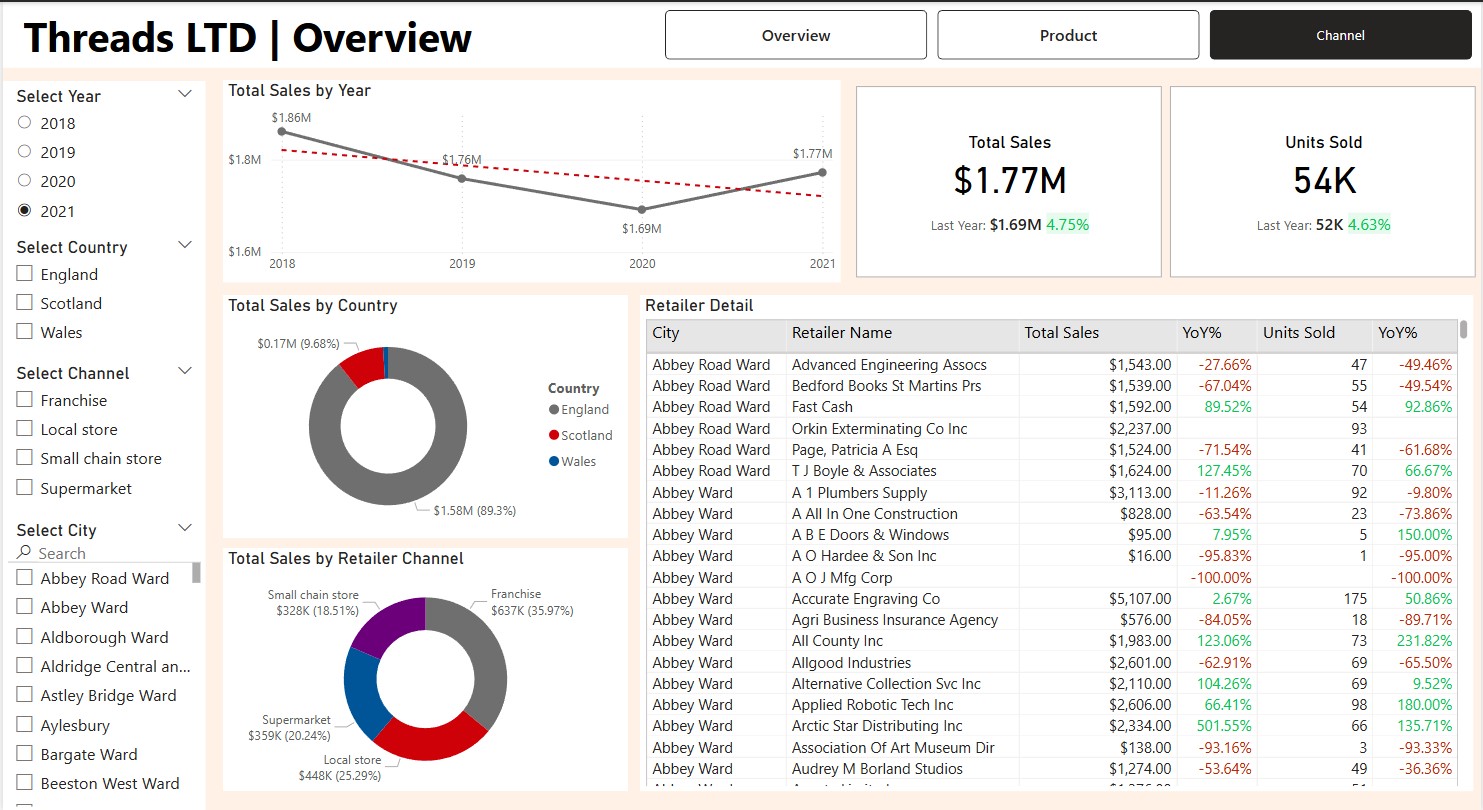 Threads LTD | Overview
Overview
Product
Channel
Select Year
2018
2019
2020
2021
Select Country
England
Scotland
Wales
Select Channel
Franchise
Local store
Small chain store
Supermarket
Select City
Search
Abbey Road Ward
Abbey Ward
Aldborough Ward
Aldridge Central an...
Astley Bridge Ward
Aylesbury
Bargate Ward
Beeston West Ward
Total Sales by Year
$1.86M
$1.8M
$1.76M
$1.77M
$1.69M
$1.6M
2018 2019 2020 2021
Total Sales
$1.77M
Last Year: $1.69M 4.75%
Units Sold
54K
Last Year: 52K 4.63%
Total Sales by Country
$0.17M (9.68%)
Country
England
Scotland
Wales
$1.58M (89.3%)
Total Sales by Retailer Channel
Small chain store
$328K (18.51%)
Franchise
$637K (35.97%)
Supermarket
$359K (20.24%)
Local store
$448K (25.29%)
Retailer Detail
City Retailer Name Total Sales YoY% Units Sold YoY%
Abbey Road Ward Advanced Engineering Assocs $1,543.00 -27.66% 47 -49.46%
Abbey Road Ward Bedford Books St Martins Prs $1,539.00 -67.04% 55 -49.54%
Abbey Road Ward Fast Cash $1,592.00 89.52% 54 92.86%
Abbey Road Ward Orkin Exterminating Co Inc $2,237.00 93
Abbey Road Ward Page, Patricia A Esq $1,524.00 -71.54% 41 -61.68%
Abbey Road Ward T J Boyle & Associates $1,624.00 127.45% 70 66.67%
Abbey Ward A 1 Plumbers Supply $3,113.00 -11.26% 92 -9.80%
Abbey Ward A All In One Construction $828.00 -63.54% 23 -73.86%
Abbey Ward A B E Doors & Windows $95.00 7.95% 5 150.00%
Abbey Ward A O Hardee & Son Inc $16.00 -95.83% 1 -95.00%
Abbey Ward A O J Mfg Corp -100.00% -100.00%
Abbey Ward Accurate Engraving Co $5,107.00 2.67% 175 50.86%
Abbey Ward Agri Business Insurance Agency $576.00 -84.05% 18 -89.71%
Abbey Ward All County Inc $1,983.00 123.06% 73 231.82%
Abbey Ward Allgood Industries $2,601.00 -62.91% 69 -65.50%
Abbey Ward Alternative Collection Svc Inc $2,110.00 104.26% 69 9.52%
Abbey Ward Applied Robotic Tech Inc $2,606.00 66.41% 98 180.00%
Abbey Ward Arctic Star Distributing Inc $2,334.00 501.55% 66 135.71%
Abbey Ward Association Of Art Museum Dir $138.00 -93.16% 3 -93.33%
Abbey Ward Audrey M Borland Studios $1,274.00 -53.64% 49 -36.36%